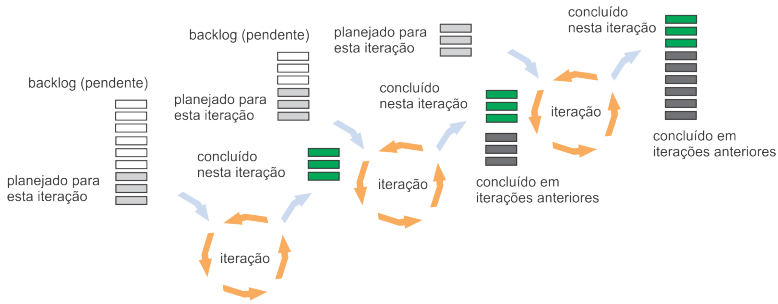 backlog (pendente)
planejado para
esta iteração
iteração
concluído
nesta iteração
backlog (pendente)
planejado para
esta iteração
iteração
concluído
nesta iteração
concluído em
iterações anteriores
planejado para
esta iteração
iteração
concluído
nesta iteração
concluído em
iterações anteriores